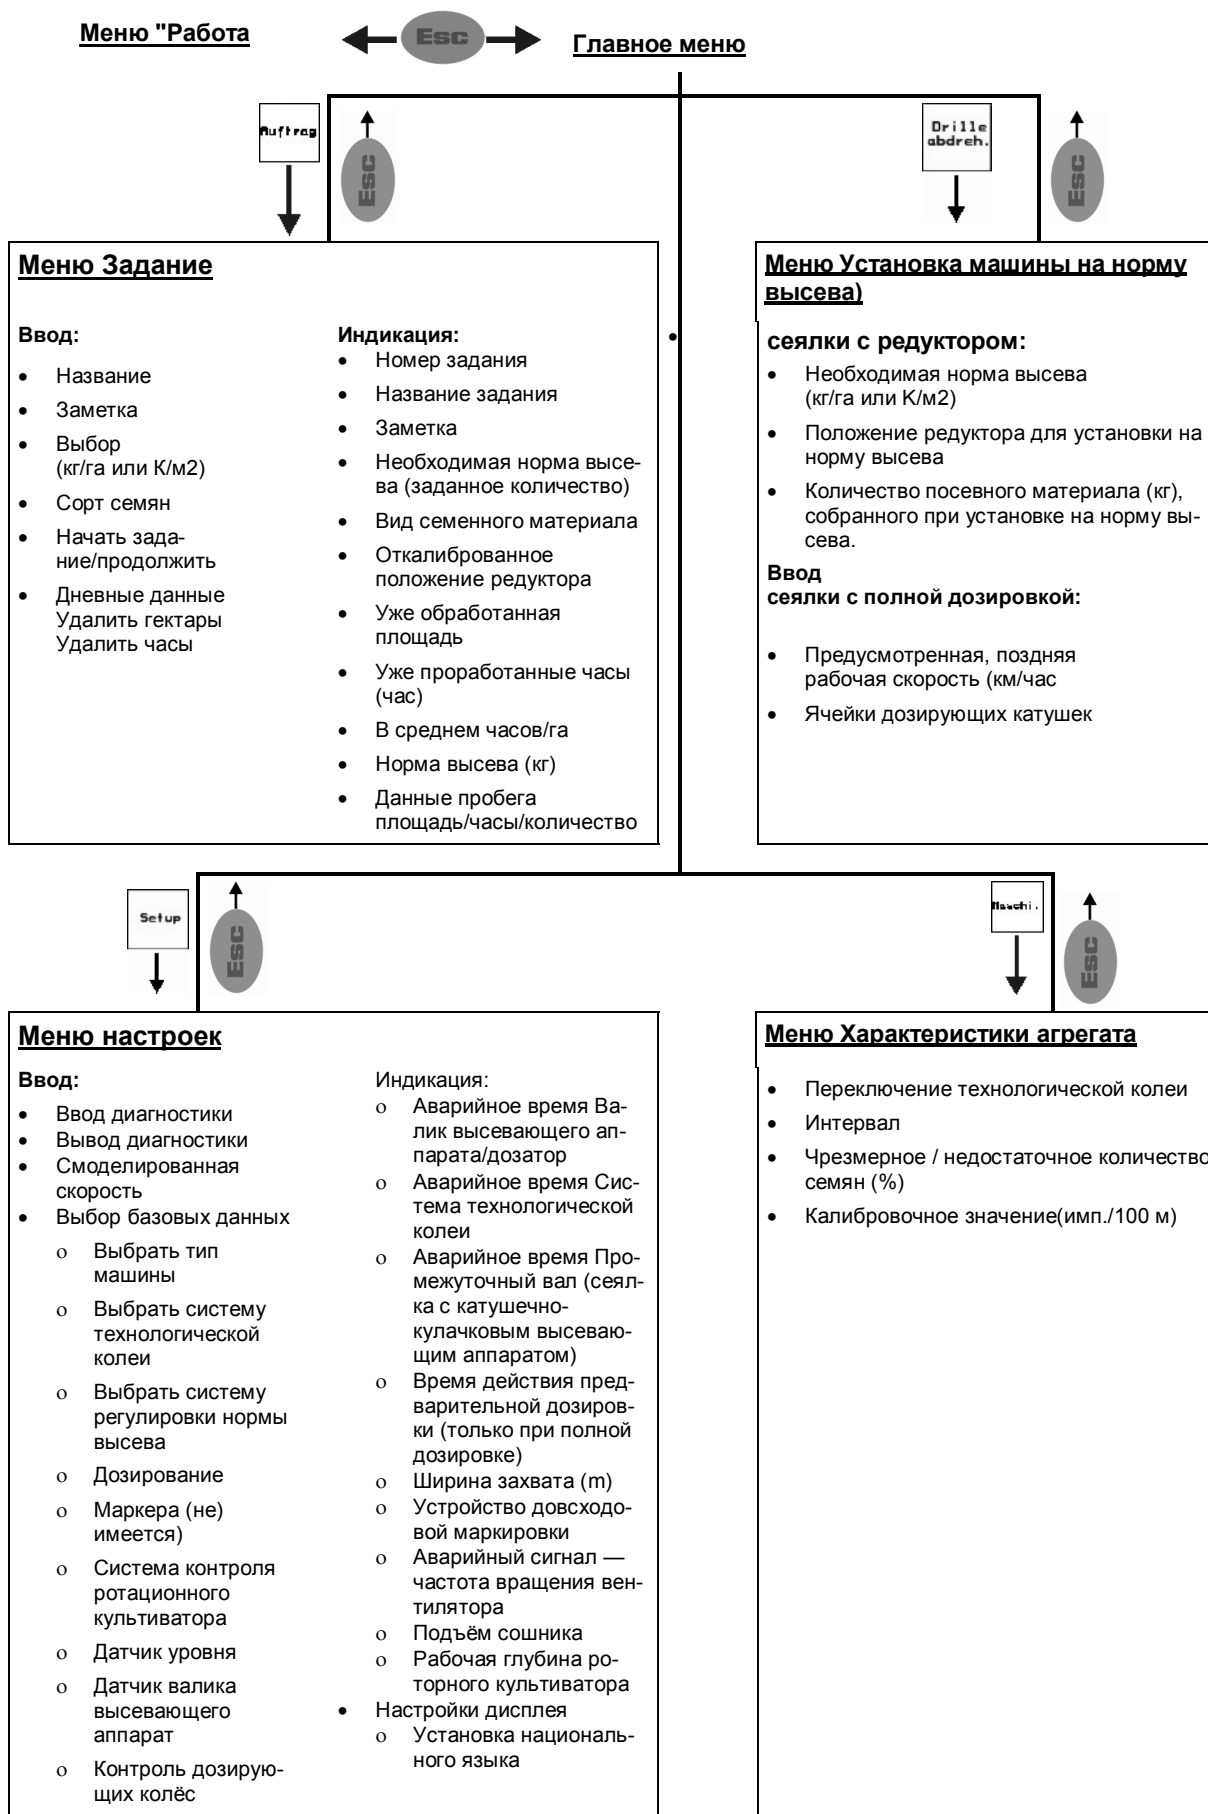 Меню "Работа
Esc
Главное меню
Auftrag
Esc
Drille
abdreh.
Esc
Меню Задание
Ввод:
• Название
• Заметка
• Выбор
(кг/га или К/м2)
• Сорт семян
• Начать зада-
ние/продолжить
• Дневные данные
Удалить гектары
Удалить часы
Индикация:
• Номер задания
• Название задания
• Заметка
• Необходимая норма высе-
ва (заданное количество)
• Вид семенного материала
• Откалиброванное
положение редуктора
• Уже обработанная
площадь
• Уже проработанные часы
(час)
• В среднем часов/га
• Норма высева (кг)
• Данные пробега
площадь/часы/количество
•
Меню Установка машины на норму
высева)
сеялки с редуктором:
• Необходимая норма высева
(кг/га или К/м2)
• Положение редуктора для установки на
норму высева
• Количество посевного материала (кг),
собранного при установке на норму вы-
сева.
Ввод
сеялки с полной дозировкой:
• Предусмотренная, поздняя
рабочая скорость (км/час
• Ячейки дозирующих катушек
Setup
Esc
Maschi.
Esc
Меню настроек
Ввод:
• Ввод диагностики
• Вывод диагностики
• Смоделированная
скорость
• Выбор базовых данных
o Выбрать тип
машины
o Выбрать систему
технологической
колеи
o Выбрать систему
регулировки нормы
высева
o Дозирование
o Маркера (не)
имеется)
o Система контроля
ротационного
культиватора
o Датчик уровня
o Датчик валика
высевающего
аппарат
o Контроль дозирую-
щих колёс
Индикация:
o Аварийное время Ва-
лик высевающего ап-
парата/дозатор
o Аварийное время Сис-
тема технологической
колеи
o Аварийное время Про-
межуточный вал (сеял-
ка с катушечно-
кулачковым высеваю-
щим аппаратом)
o Время действия пред-
варительной дозиров-
ки (только при полной
дозировке)
o Ширина захвата (m)
o Устройство довсходо-
вой маркировки
o Аварийный сигнал —
частота вращения вен-
тилятора
o Подъём сошника
o Рабочая глубина ро-
торного культиватора
• Настройки дисплея
o Установка националь-
ного языка
Меню Характеристики агрегата
• Переключение технологической колеи
• Интервал
• Чрезмерное / недостаточное количество
семян (%)
• Калибровочное значение(имп./100 м)